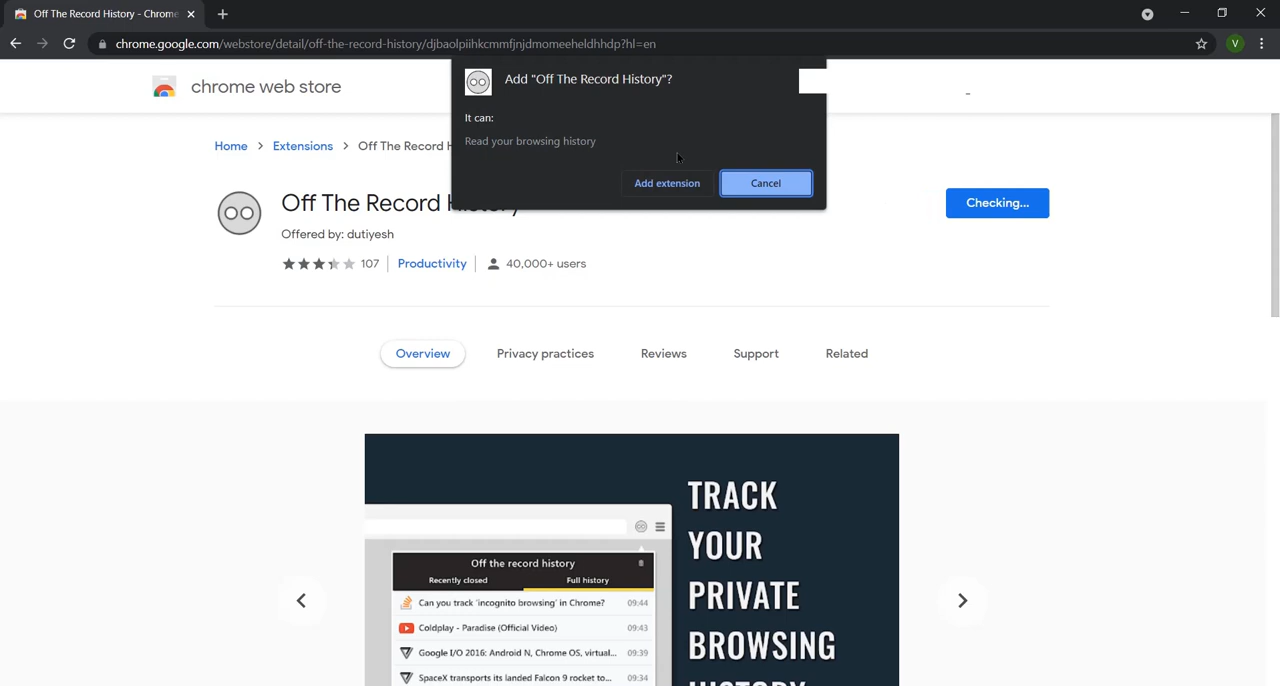 Off The Record History - Chrome
chrome.google.com/webstore/detail/off-the-record-history/djbaolpiihkcmmfjnjdmomeeheldhhdp?hl=en
V
chrome web store
Add "Off The Record History"?
It can:
Read your browsing history
Add extension
Cancel
Home > Extensions > Off The Record H
Off The Record History
Checking...
Offered by: dutiyesh
107
Productivity
40,000+ users
Overview
Privacy practices
Reviews
Support
Related
Off the record history
Recently closed
Full history
Can you track 'incognito browsing' in Chrome? 09:44
Coldplay - Paradise (Official Video) 09:43
Google I/O 2016: Android N, Chrome OS, virtual... 09:39
SpaceX transports its landed Falcon 9 rocket to... 09:34
TRACK
YOUR
PRIVATE
BROWSING
HISTORY